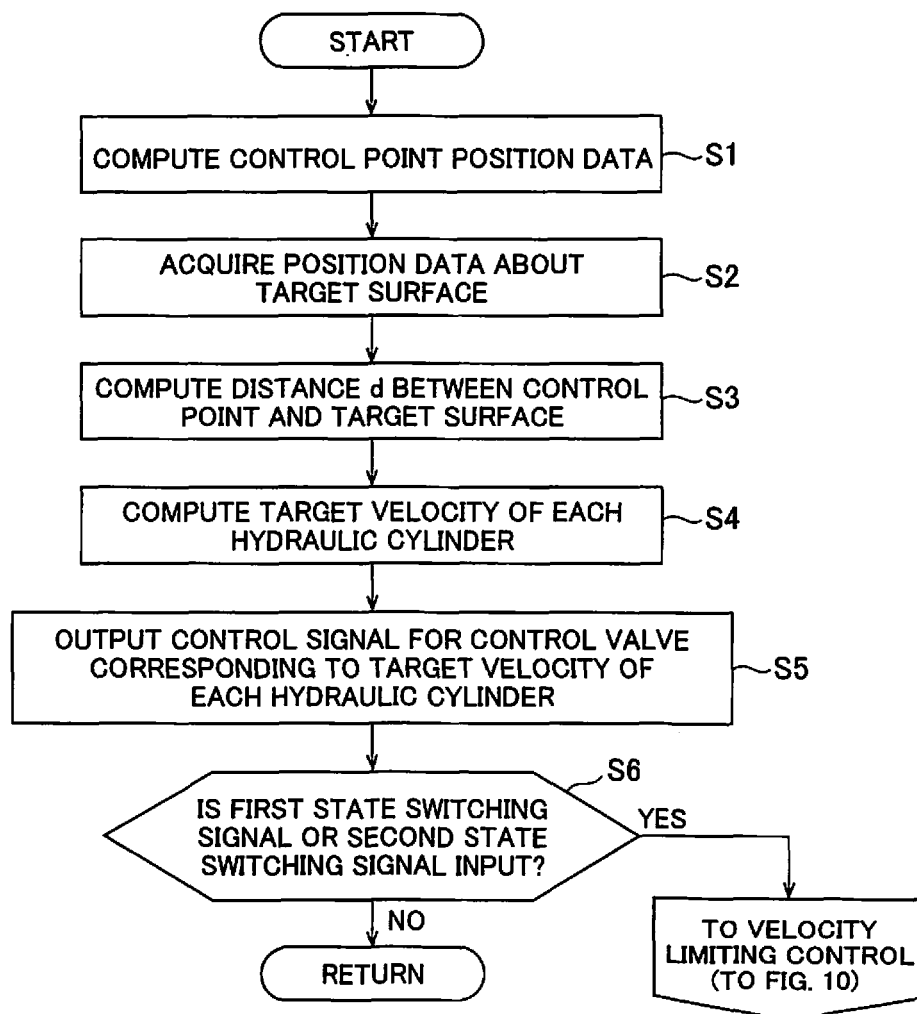 START
COMPUTE CONTROL POINT POSITION DATA
S1
ACQUIRE POSITION DATA ABOUT
TARGET SURFACE
S2
COMPUTE DISTANCE d BETWEEN CONTROL
POINT AND TARGET SURFACE
S3
COMPUTE TARGET VELOCITY OF EACH
HYDRAULIC CYLINDER
S4
OUTPUT CONTROL SIGNAL FOR CONTROL VALVE
CORRESPONDING TO TARGET VELOCITY OF
EACH HYDRAULIC CYLINDER
S5
S6
IS FIRST STATE SWITCHING
SIGNAL OR SECOND STATE
SWITCHING SIGNAL INPUT?
YES
NO
RETURN
TO VELOCITY
LIMITING CONTROL
(TO FIG. 10)